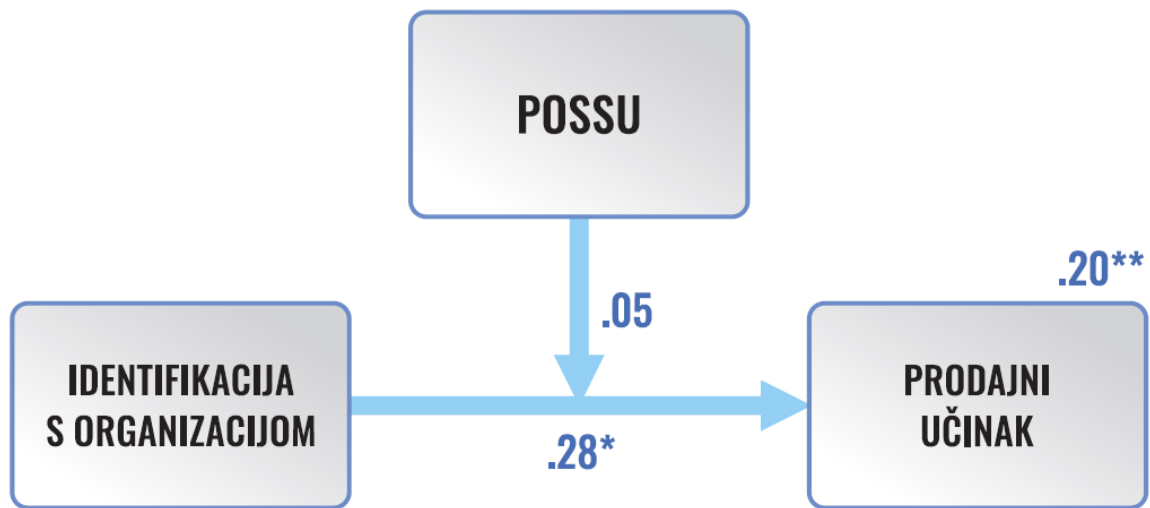 POSSU
.20**
.05
IDENTIFIKACIJA
S ORGANIZACIJOM
PRODAJNI
UČINAK
.28*